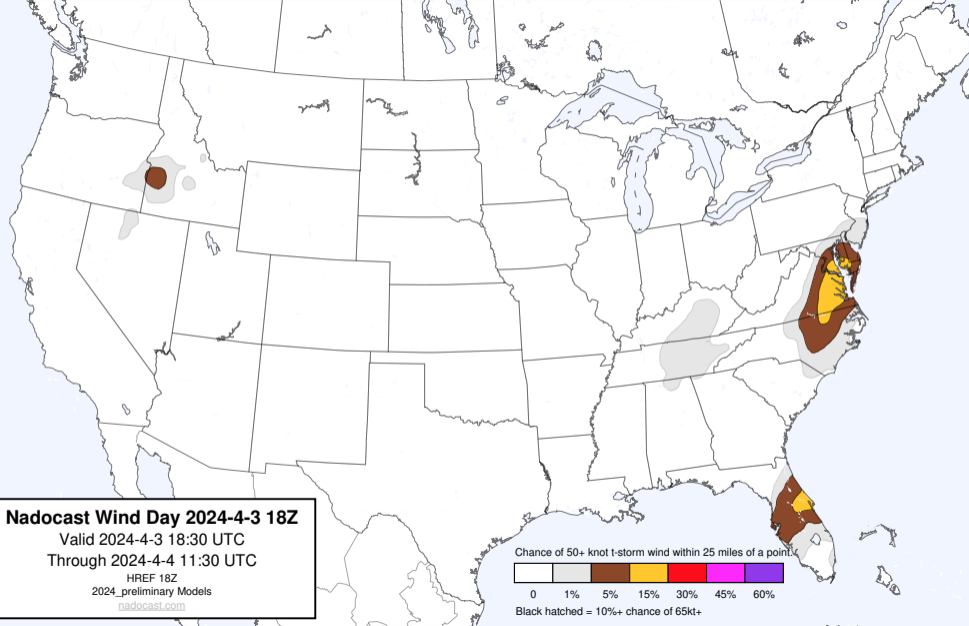 Nadocast Wind Day 2024-4-3 18Z
Valid 2024-4-3 18:30 UTC
Through 2024-4-4 11:30 UTC
HREF 18Z
2024_preliminary Models
nadocast.com
Chance of 50+ knot t-storm wind within 25 miles of a point.
0 1% 5% 15% 30% 45% 60%
Black hatched = 10%+ chance of 65kt+